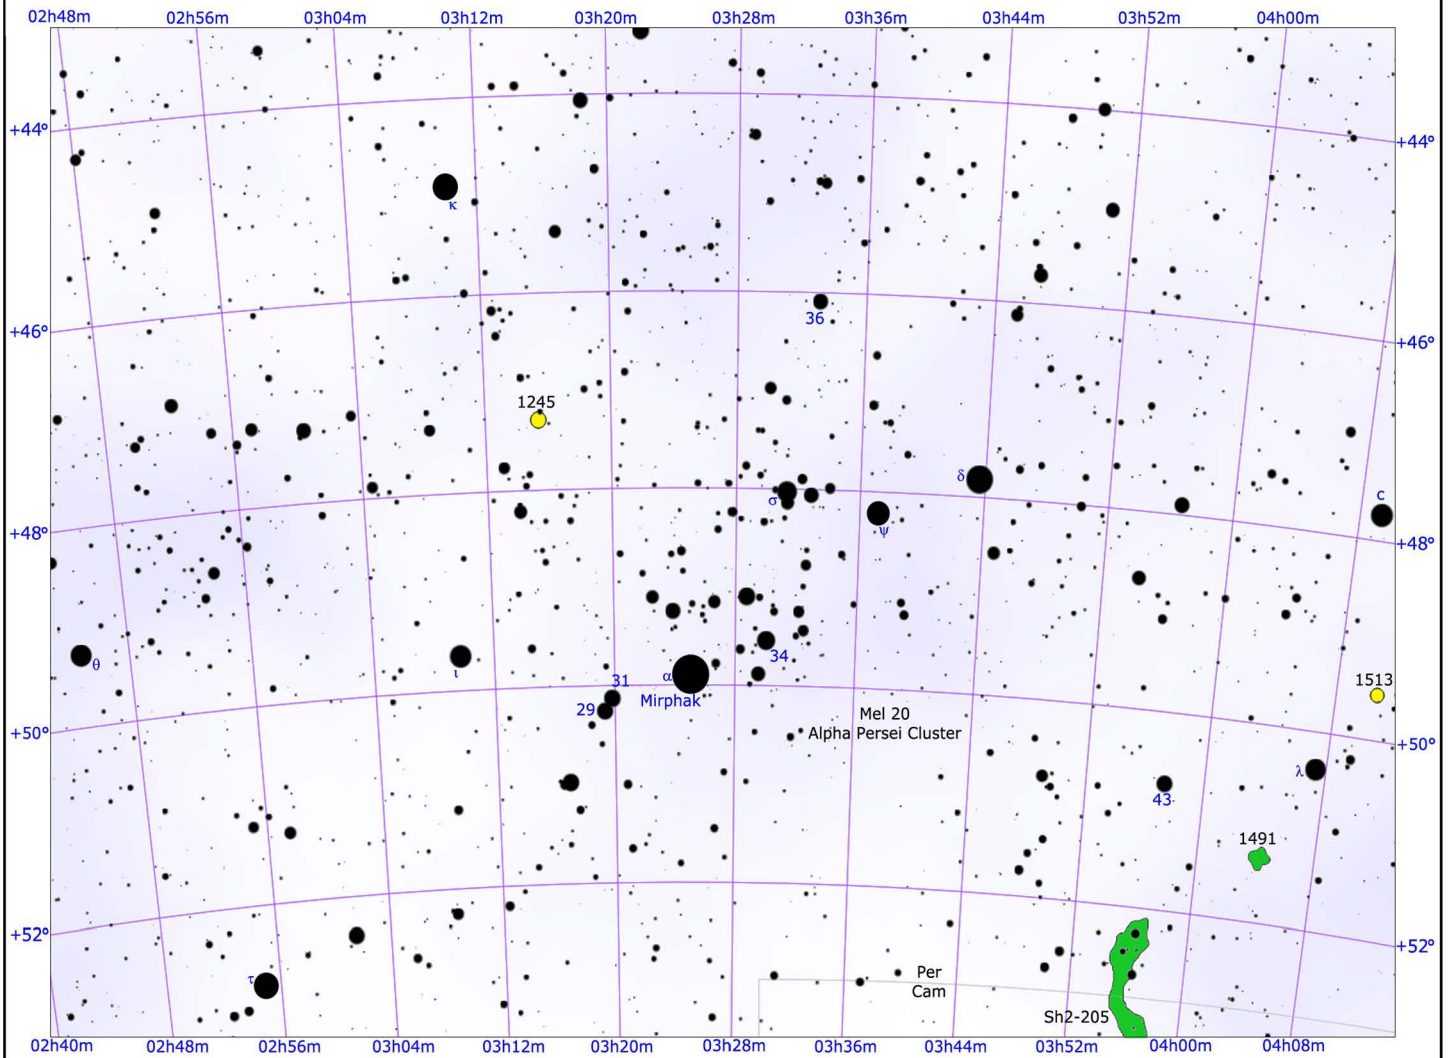 02h48m 02h56m 03h04m 03h12m 03h20m 03h28m 03h36m 03h44m 03h52m 04h00m
+44° +44°
κ
36
+46° +46°
1245
δ
σ
c
ψ
+48° +48°
θ
ι
34
α
31
Mirphak
1513
29
Mel 20
Alpha Persei Cluster
+50° +50°
λ
43
1491
+52° +52°
τ
Per
Cam
Sh2-205
02h40m 02h48m 02h56m 03h04m 03h12m 03h20m 03h28m 03h36m 03h44m 03h52m 04h00m 04h08m